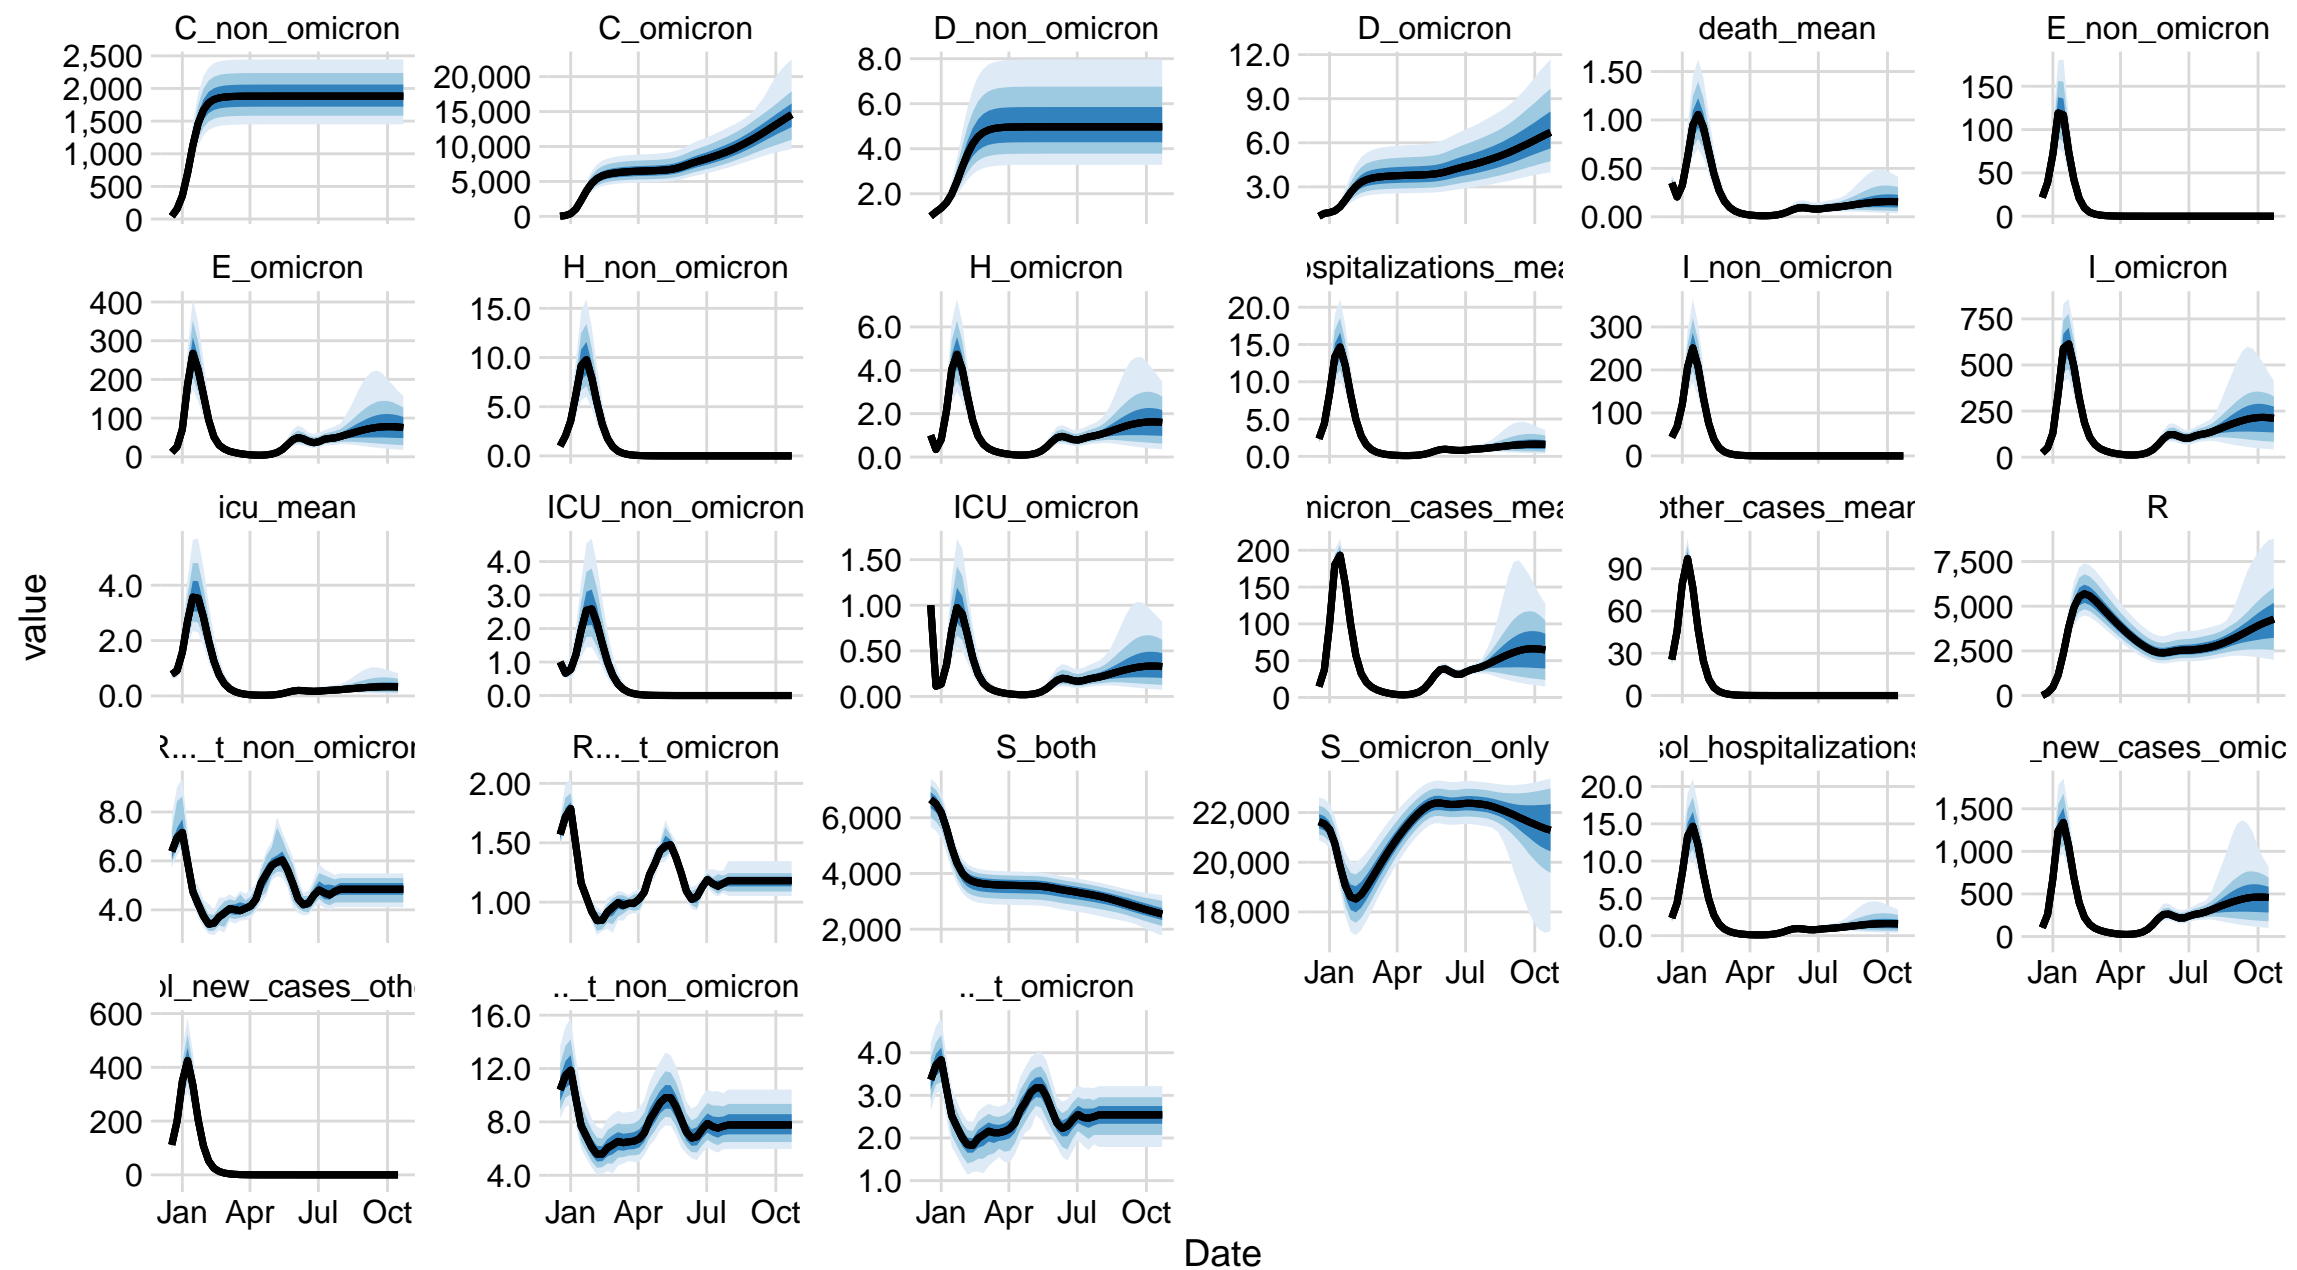 C_non_omicron C_omicron D_non_omicron D_omicron death_mean E_non_omicron
2,500 2,000 1,500 1,000 500 0
20,000 15,000 10,000 5,000 0
8.0 6.0 4.0 2.0
12.0 9.0 6.0 3.0
1.50 1.00 0.50 0.00
150 100 50 0
E_omicron H_non_omicron H_omicron ospitalizations_mea I_non_omicron I_omicron
400 300 200 100 0
15.0 10.0 5.0 0.0
6.0 4.0 2.0 0.0
20.0 15.0 10.0 5.0 0.0
300 200 100 0
750 500 250 0
icu_mean ICU_non_omicron ICU_omicron micron_cases_mea other_cases_mean R
4.0 2.0 0.0
4.0 3.0 2.0 1.0 0.0
1.50 1.00 0.50 0.00
200 150 100 50 0
90 60 30 0
7,500 5,000 2,500 0
R..._t_non_omicron R..._t_omicron S_both S_omicron_only sol_hospitalizations _new_cases_omic
8.0 6.0 4.0
2.00 1.50 1.00
6,000 4,000 2,000
22,000 20,000 18,000
20.0 15.0 10.0 5.0 0.0
1,500 1,000 500 0
Jan Apr Jul Oct
Jan Apr Jul Oct
Jan Apr Jul Oct
ol_new_cases_othe .._t_non_omicron .._t_omicron
600 400 200 0
16.0 12.0 8.0 4.0
4.0 3.0 2.0 1.0
Jan Apr Jul Oct
Jan Apr Jul Oct
Jan Apr Jul Oct
value
Date